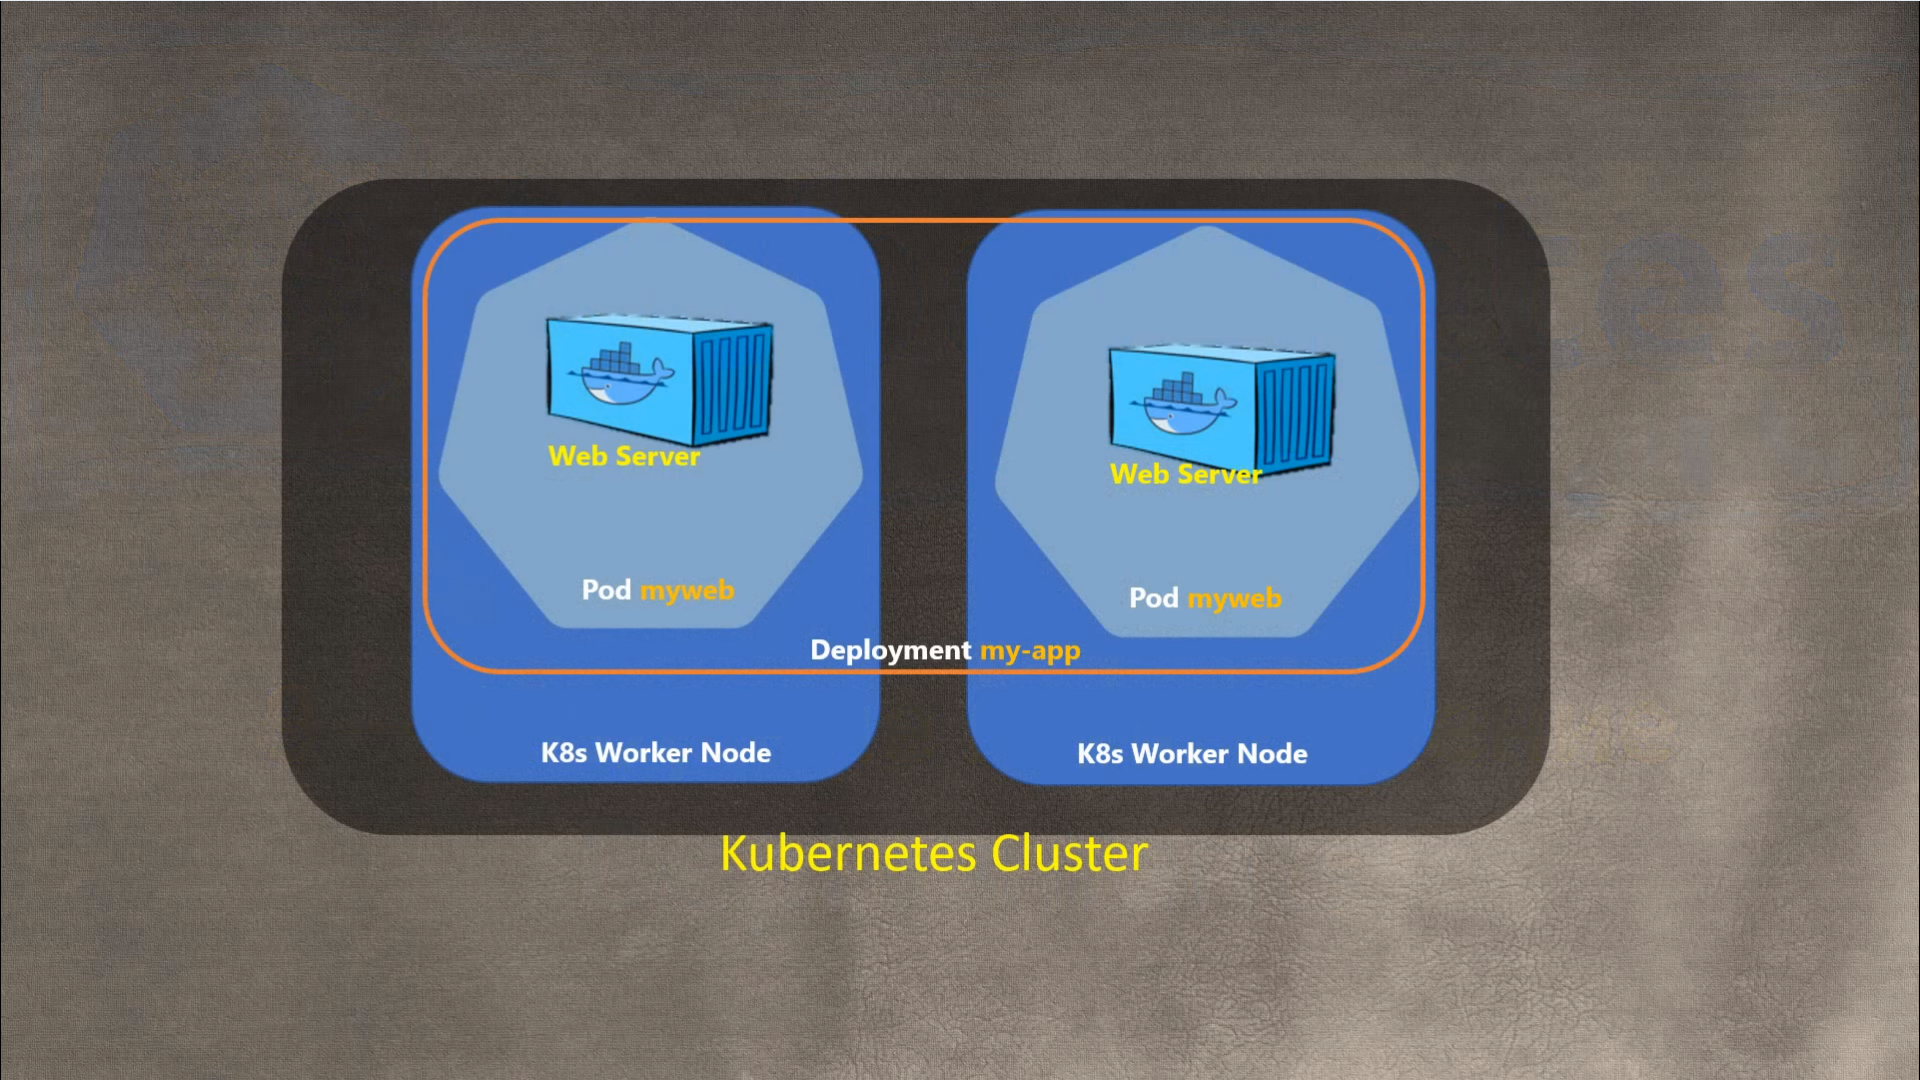 Web Server
Web Server
Pod myweb
Pod myweb
Deployment my-app
K8s Worker Node
K8s Worker Node
Kubernetes Cluster